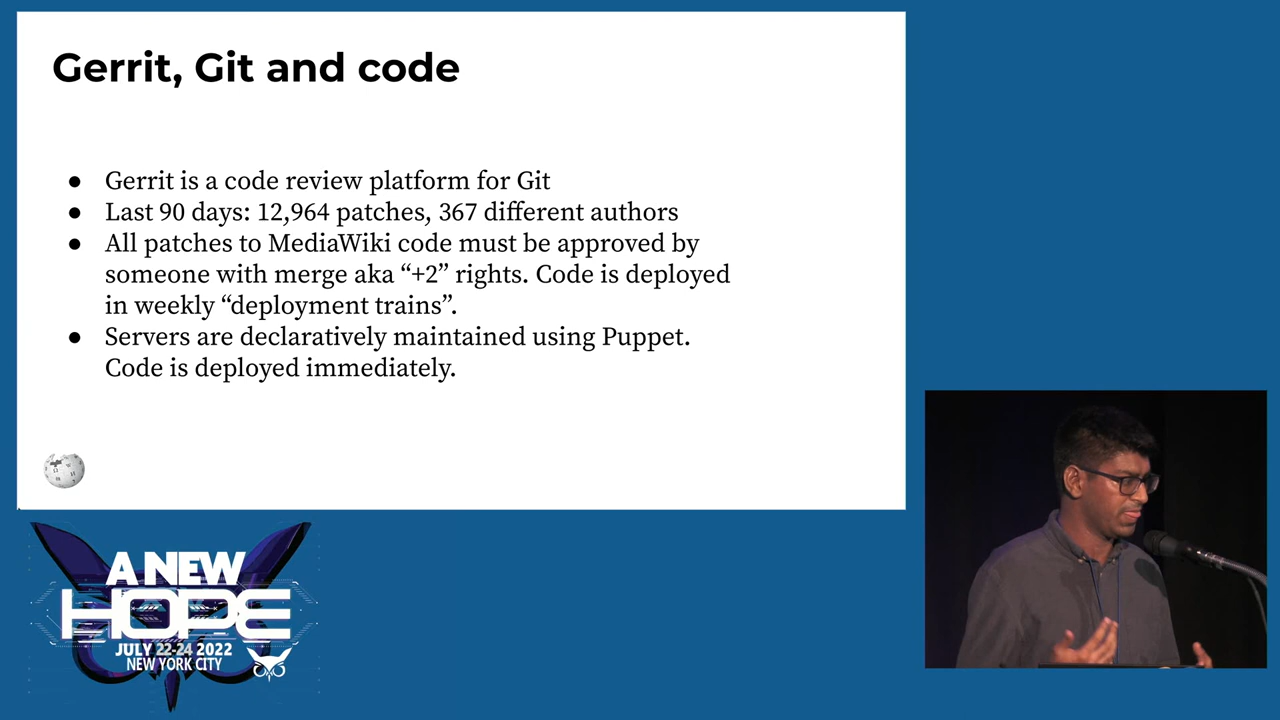 Gerrit, Git and code
● Gerrit is a code review platform for Git
● Last 90 days: 12,964 patches, 367 different authors
● All patches to MediaWiki code must be approved by
someone with merge aka “+2” rights. Code is deployed
in weekly “deployment trains”.
● Servers are declaratively maintained using Puppet.
Code is deployed immediately.
A NEW
HOPE
JULY 22-24 2022
NEW YORK CITY